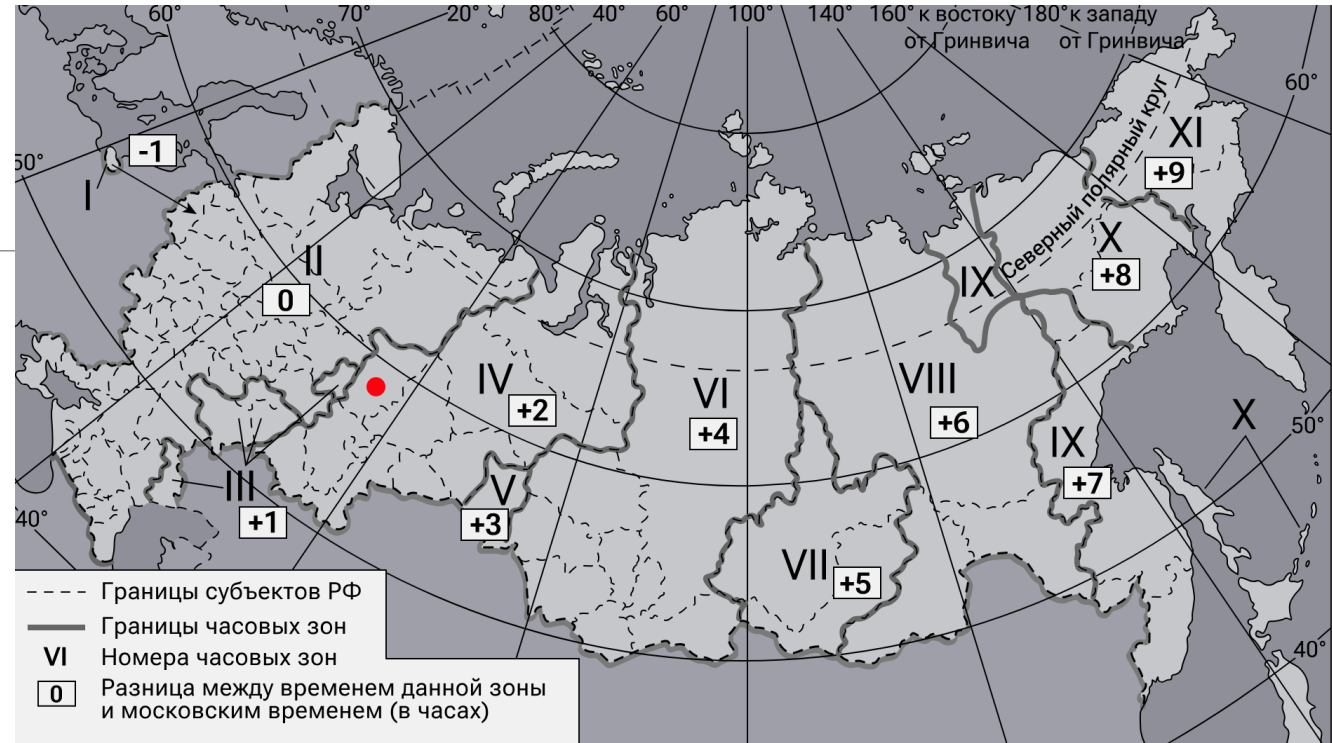 60° 70° 20° 80° 40° 60° 100° 140° 160° к востоку 180° к западу
от Гринвича от Гринвича
60°
Северный полярный круг
XI
+9
-1
50°
I
X
+8
II
0
IX
IV
+2
VI
+4
VIII
+6
X
50°
IX
+7
III
+1
V
+3
40°
VII
+5
40°
Границы субъектов РФ
Границы часовых зон
VI Номера часовых зон
0 Разница между временем данной зоны
и московским временем (в часах)